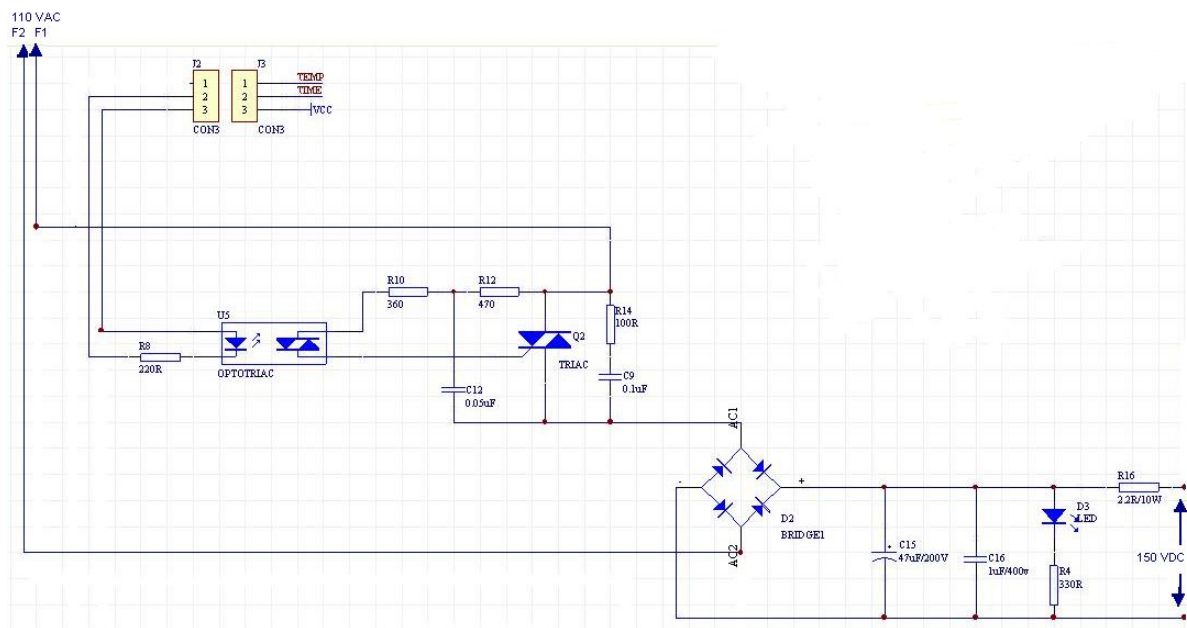 110 VAC
F2 F1
J2 J3
1 1 TEMP
2 2 TIME
3 3 VCC
CON3 CON3
R10 R12
360 470
R14
100R
U5
R8
220R
OPTOTRIAC
Q2
TRIAC
C12
0.05uF
C9
0.1uF
AC1
- +
D2
BRIDGE1
AC2
R16
2.2R/10W
D3
LED
C15
+
47uF/200V
C16
1uF/400v
R4
330R
150 VDC